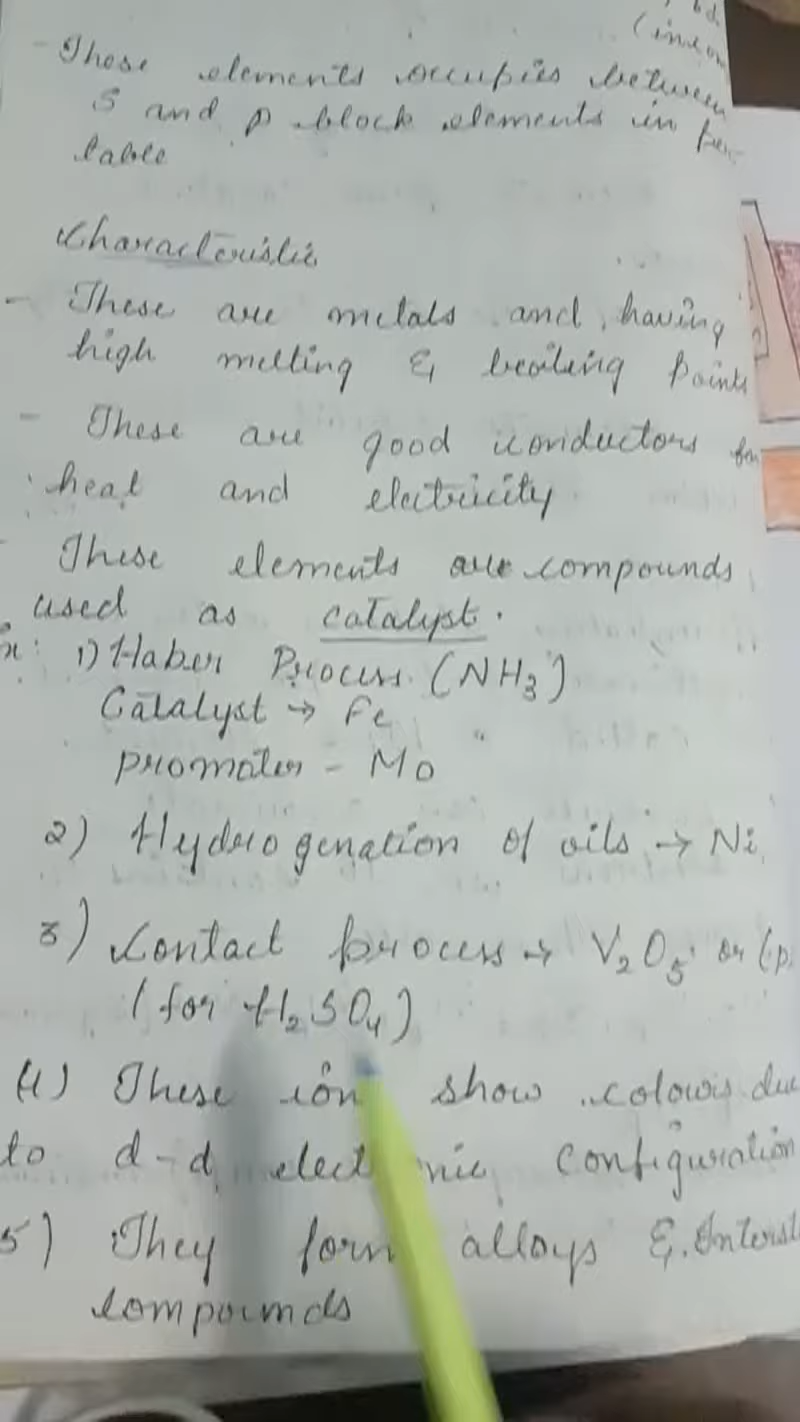 (incom
- These elements occupies between
S and p block elements in
table
Characteristic
- These are metals and, having
high melting & boiling points
- These are good conductors for
heat and electricity.
- These elements are compounds
used as catalyst.
1) Haber Process. (NH3)
Catalyst → Fe
promoter - Mo
2) Hydrogenation of oils → Ni
3) Contact process → V2O5 or (p
(for H2SO4)
(4) These ion show colours due
to d-d, configuration
5) They form alloys &
compounds